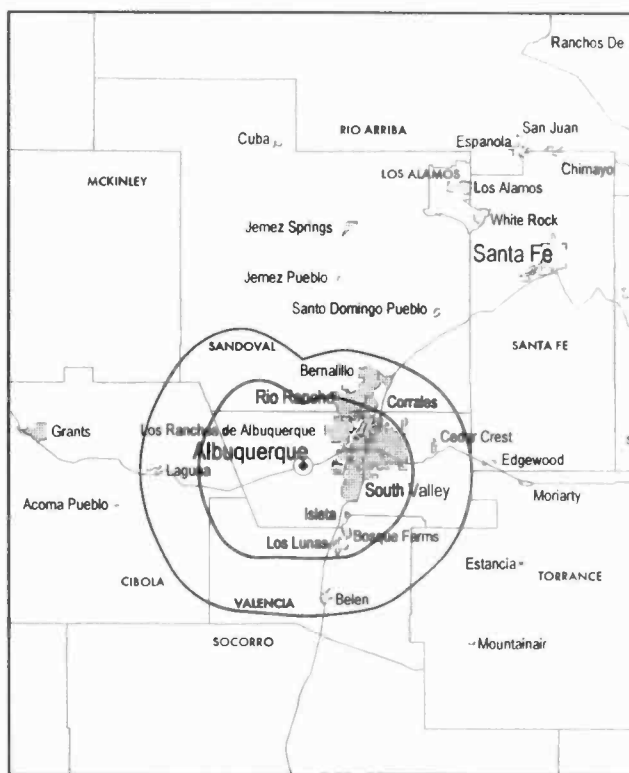 Ranchos De
RIO ARRIBA
San Juan
Cuba
Espanola
LOS ALAMOS
Chimayo
MCKINLEY
Los Alamos
White Rock
Jemez Springs
Santa Fe
Jemez Pueblo
Santo Domingo Pueblo
SANDOVAL
SANTA FE
Bernalillo
Rio Rancho
Corrales
Grants
Los Ranchos de Albuquerque
Cedar Crest
Albuquerque
Edgewood
Laguna
South Valley
Moriarty
Acoma Pueblo
Isleta
Los Lunas
Bosque Farms
Estancia
CIBOLA
TORRANCE
VALENCIA
Belen
SOCORRO
Mountainair